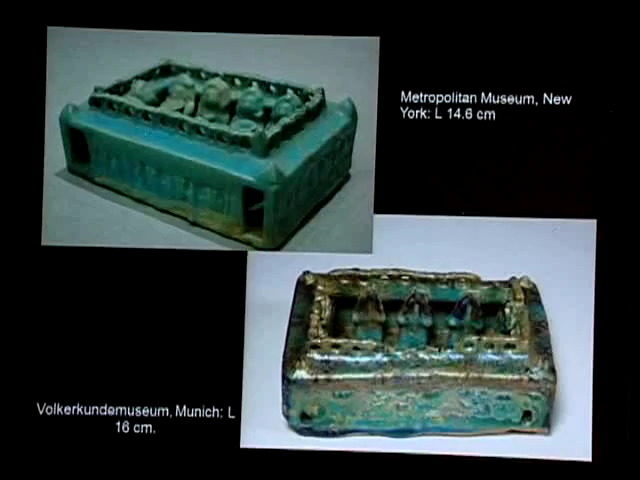 Metropolitan Museum, New
York: L 14.6 cm
Volkerkundemuseum, Munich: L
16 cm.